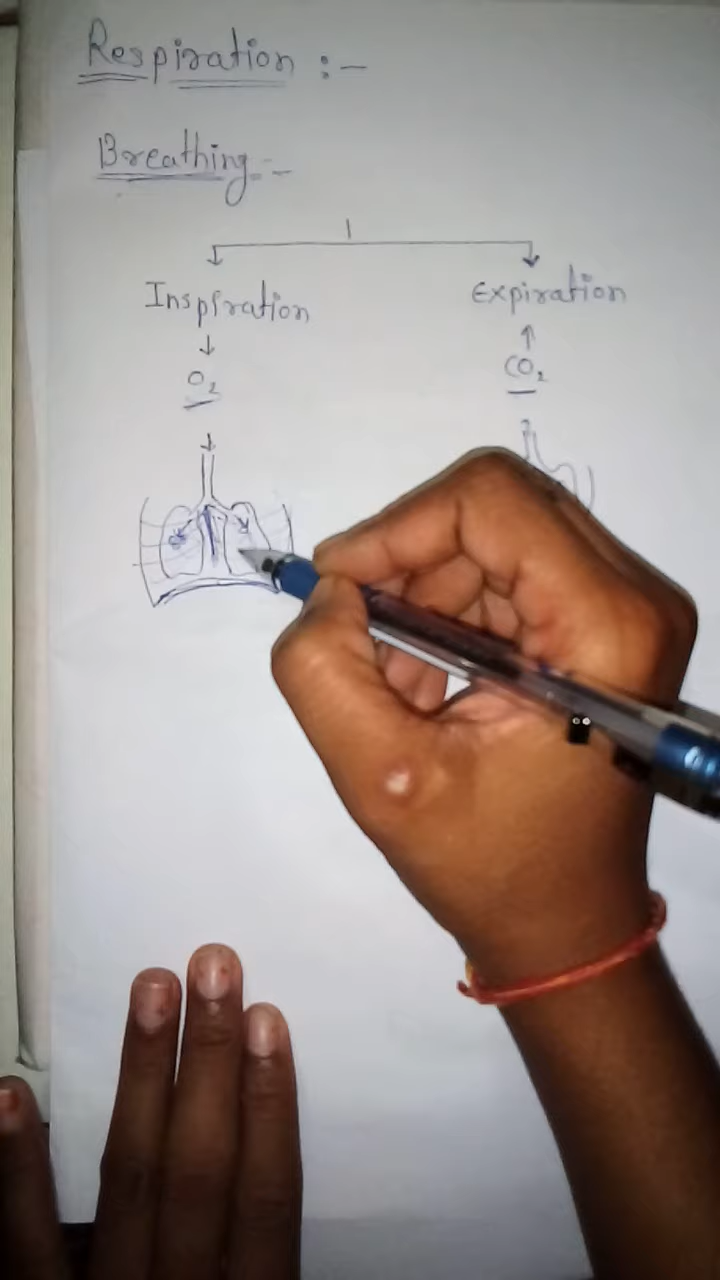 Respiration :-
Breathing :-
Inspiration Expiration
O₂ CO₂